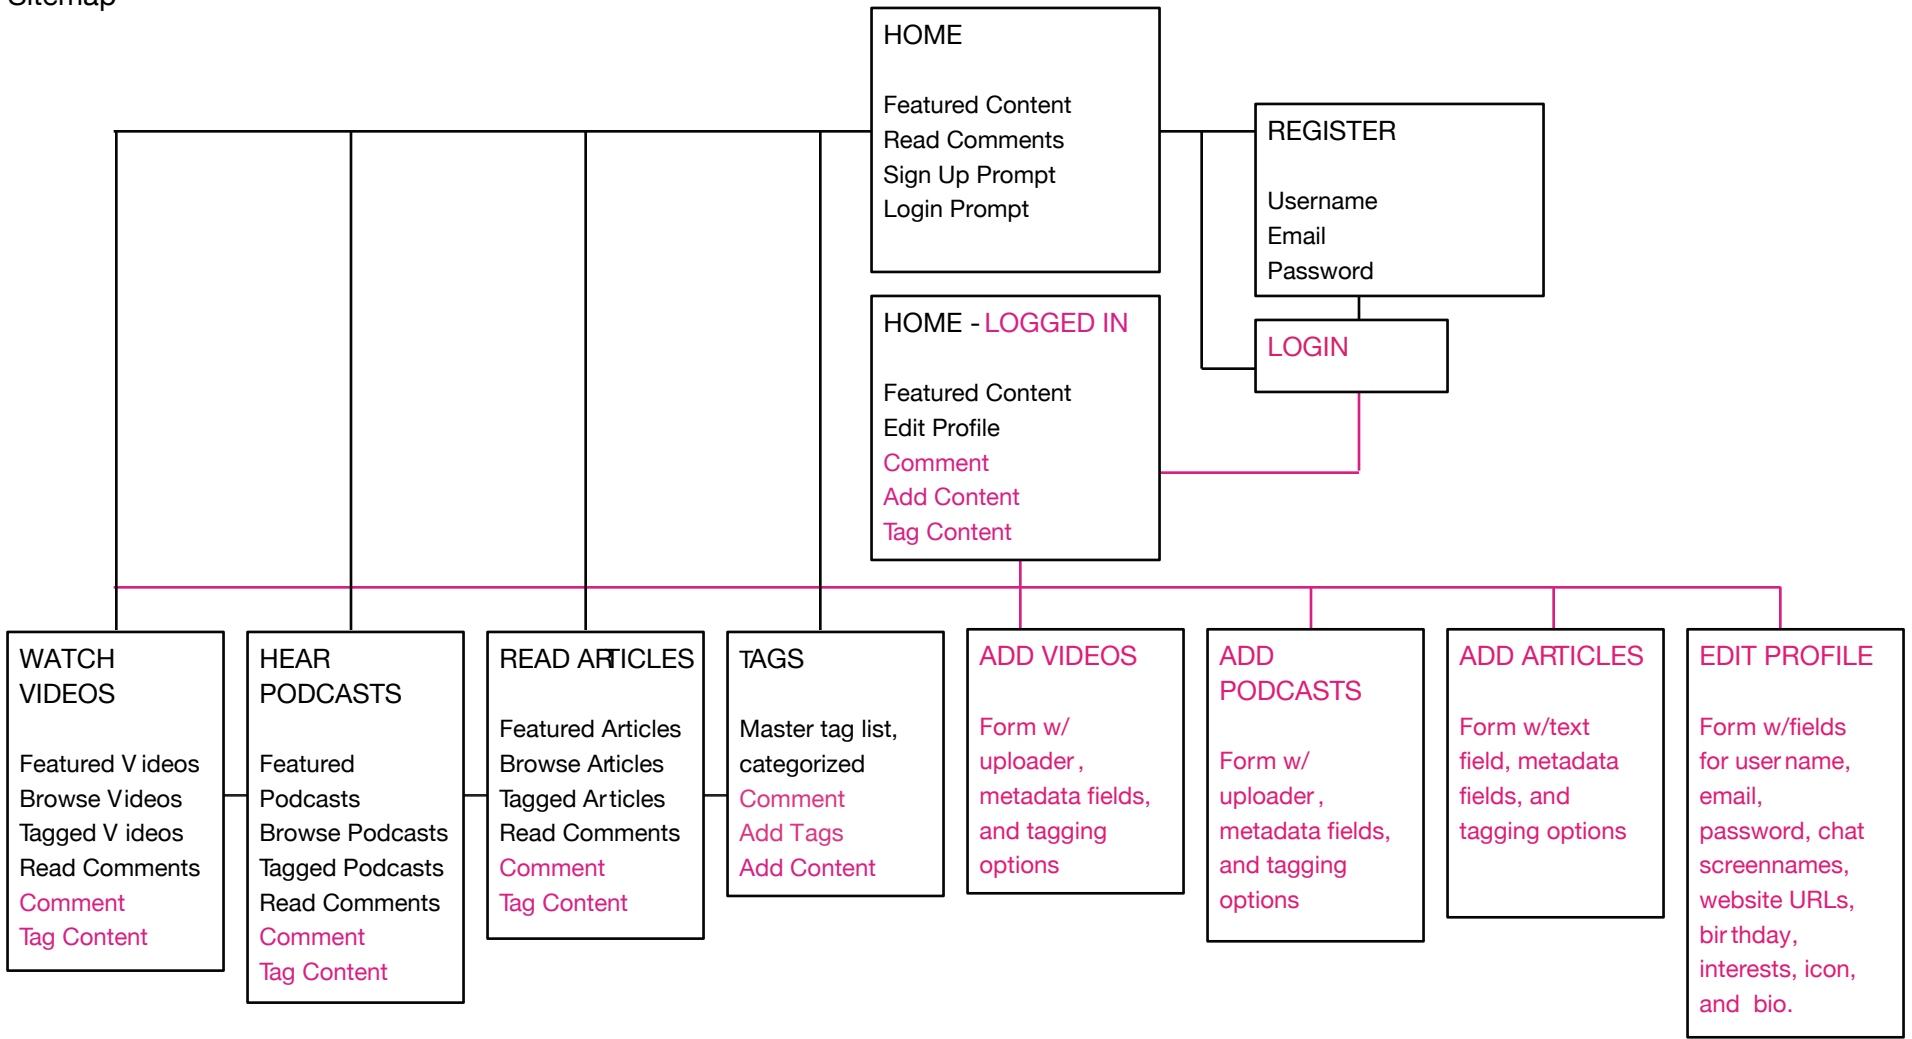 Sitemap
HOME
Featured Content
Read Comments
Sign Up Prompt
Login Prompt
REGISTER
Username
Email
Password
HOME - LOGGED IN
Featured Content
Edit Profile
Comment
Add Content
Tag Content
LOGIN
WATCH
VIDEOS
Featured Videos
Browse Videos
Tagged Videos
Read Comments
Comment
Tag Content
HEAR
PODCASTS
Featured
Podcasts
Browse Podcasts
Tagged Podcasts
Read Comments
Comment
Tag Content
READ ARTICLES
Featured Articles
Browse Articles
Tagged Articles
Read Comments
Comment
Tag Content
TAGS
Master tag list,
categorized
Comment
Add Tags
Add Content
ADD VIDEOS
Form w/
uploader,
metadata fields,
and tagging
options
ADD
PODCASTS
Form w/
uploader,
metadata fields,
and tagging
options
ADD ARTICLES
Form w/text
field, metadata
fields, and
tagging options
EDIT PROFILE
Form w/fields
for username,
email,
password, chat
screennames,
website URLs,
birthday,
interests, icon,
and bio.